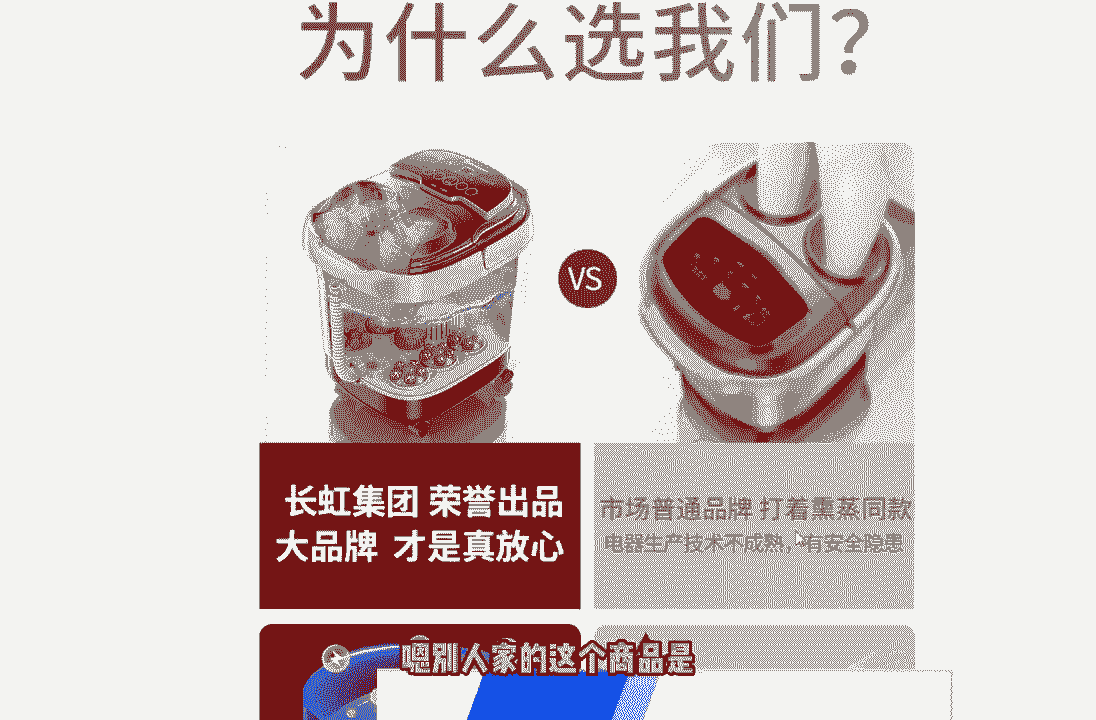 为什么选我们？
VS
长虹集团 荣誉出品
大品牌 才是真放心
市场普通品牌 打着熏蒸同款
电器生产技术不成熟，有安全隐患
嗯别人家的这个商品是